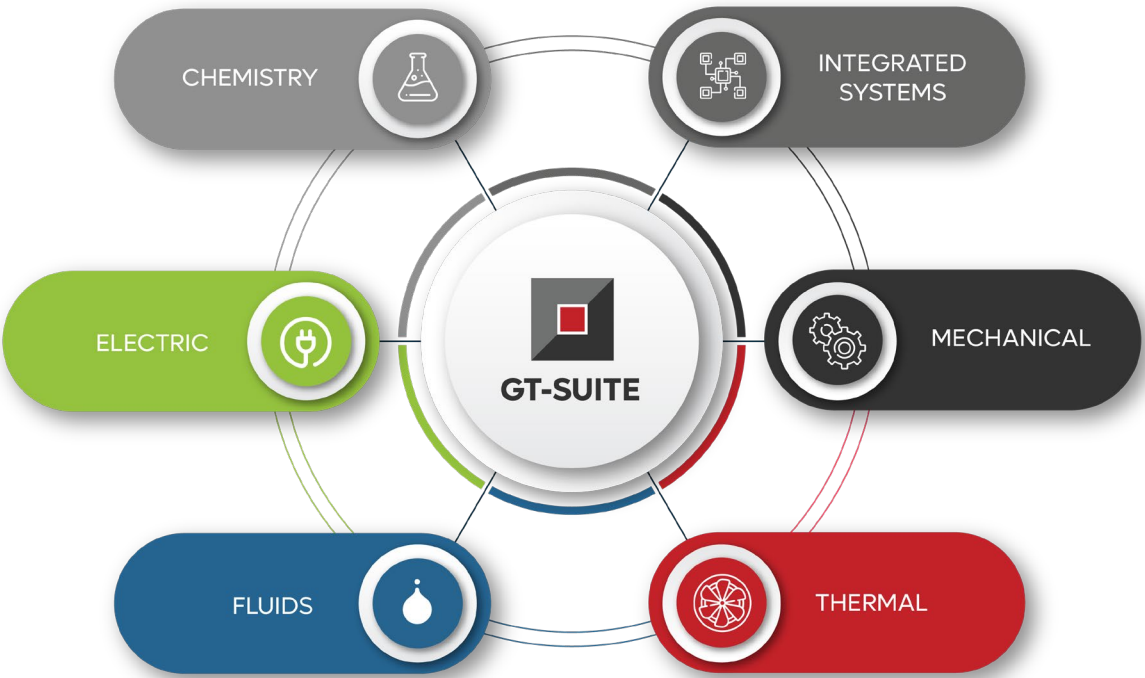 CHEMISTRY
INTEGRATED
SYSTEMS
ELECTRIC
GT-SUITE
MECHANICAL
FLUIDS
THERMAL